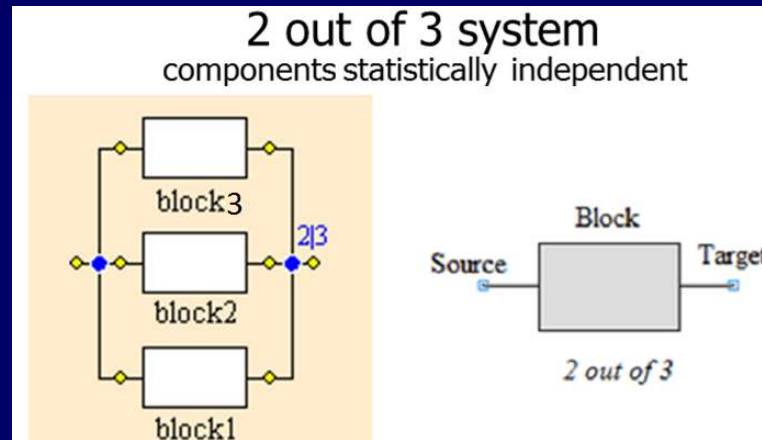 2 out of 3 system
components statistically independent
block3
2|3
block2
block1
Block
Source
Target
2 out of 3